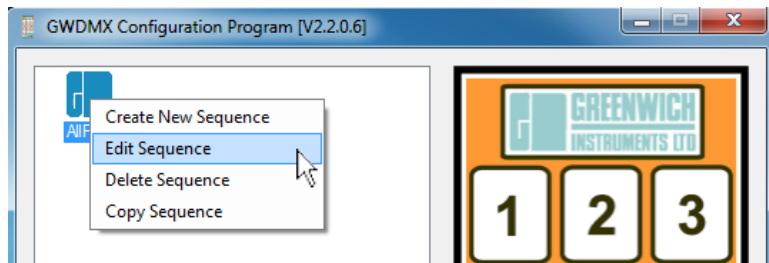 GWDMX Configuration Program [V2.2.0.6]
Create New Sequence
Edit Sequence
Delete Sequence
Copy Sequence
GREENWICH
INSTRUMENTS LTD
1 2 3